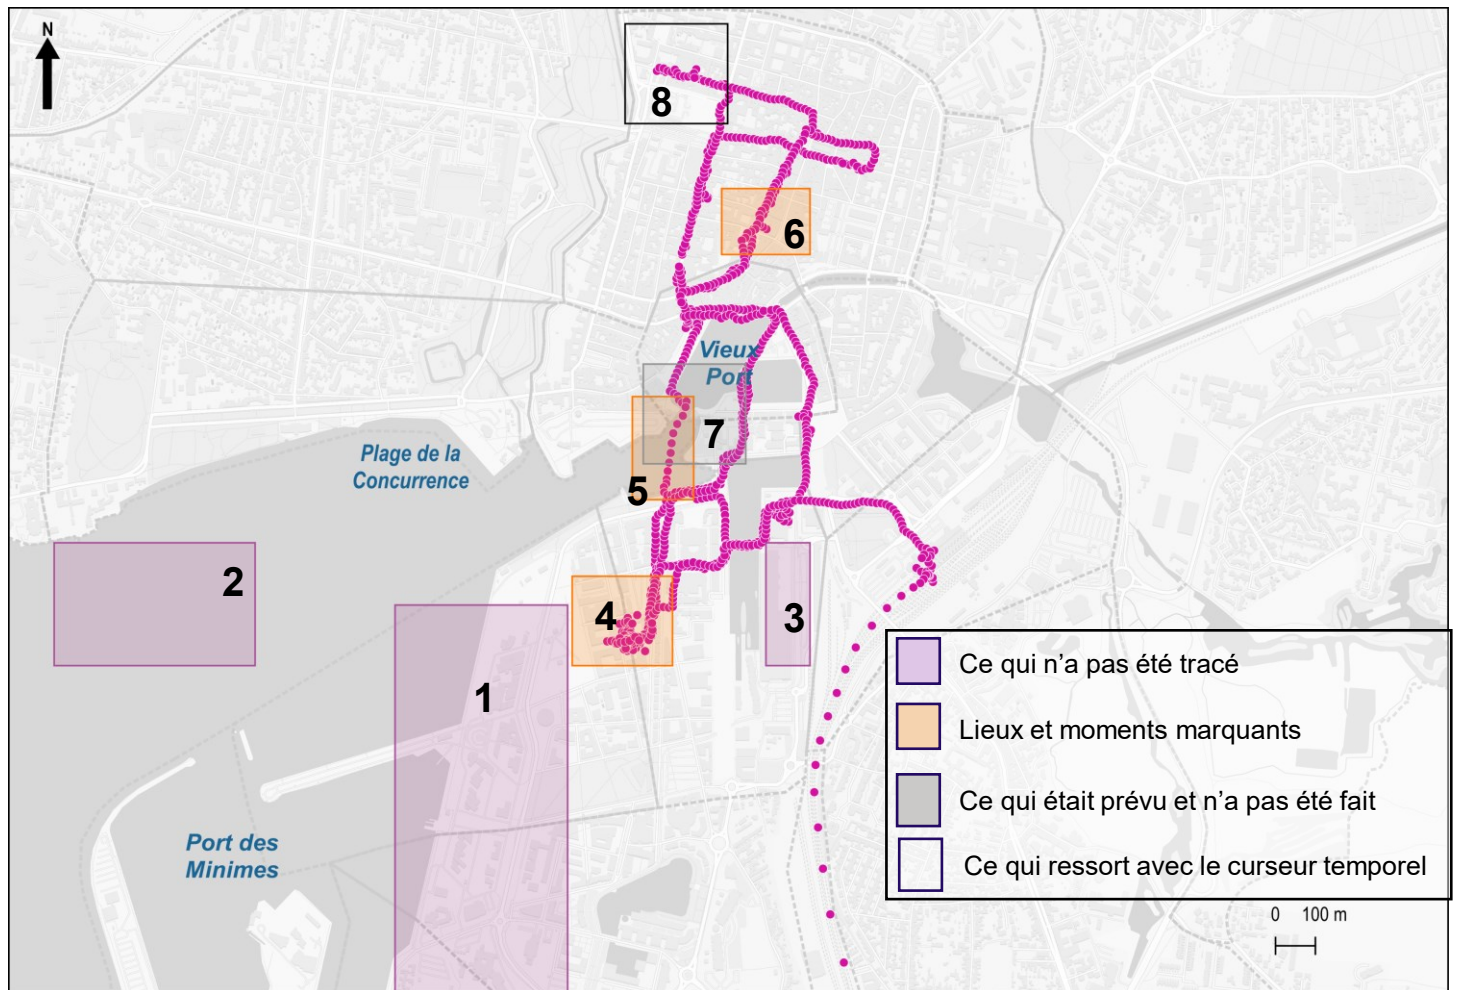 N
8
6
Vieux
Port
7
Plage de la
Concurrence
5
2
4
3
1
Port des
Minimes
Ce qui n’a pas été tracé
Lieux et moments marquants
Ce qui était prévu et n’a pas été fait
Ce qui ressort avec le curseur temporel
0 100 m